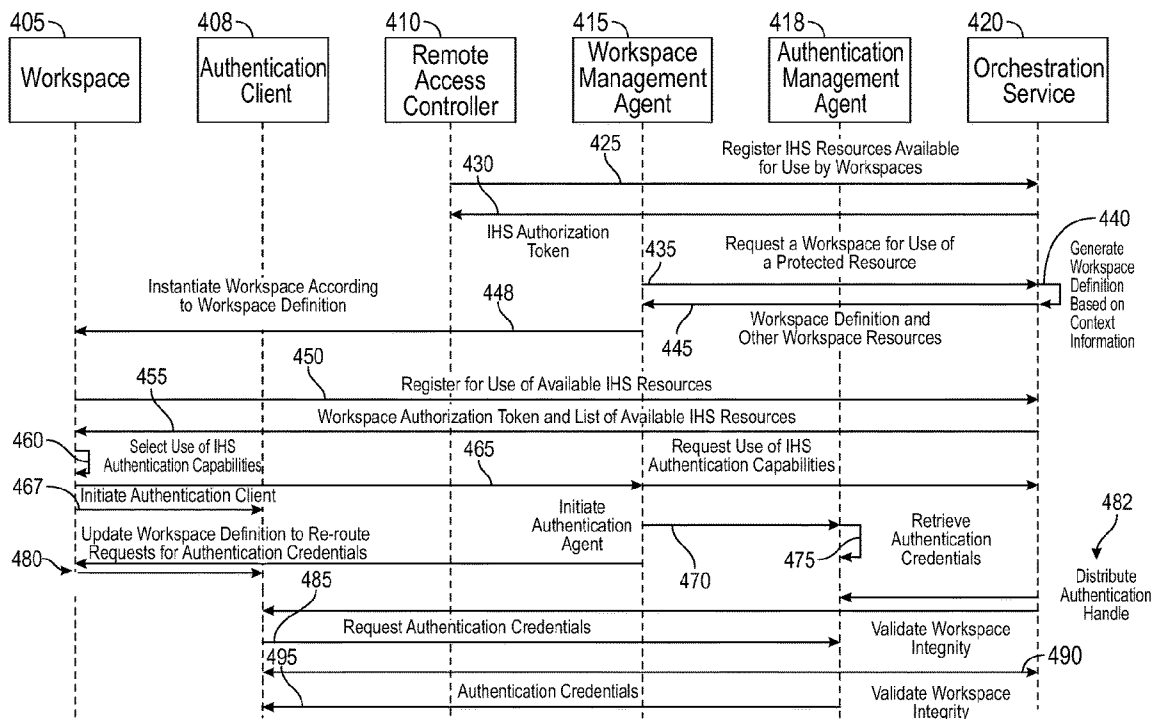 405
408
410
415
418
420
Workspace
Authentication
Client
Remote
Access
Controller
Workspace
Management
Agent
Authentication
Management
Agent
Orchestration
Service
425
Register IHS Resources Available
for Use by Workspaces
430
IHS Authorization
Token
435
Request a Workspace for Use of
a Protected Resource
440
Generate
Workspace
Definition
Based on
Context
Information
Instantiate Workspace According
to Workspace Definition
448
445
Workspace Definition and
Other Workspace Resources
450
Register for Use of Available IHS Resources
455
Workspace Authorization Token and List of Available IHS Resources
460
Select Use of IHS
Authentication Capabilities
465
Request Use of IHS
Authentication Capabilities
467
Initiate Authentication Client
Initiate
Authentication
Agent
470
475
Retrieve
Authentication
Credentials
482
Update Workspace Definition to Re-route
Requests for Authentication Credentials
480
Distribute
Authentication
Handle
485
Request Authentication Credentials
Validate Workspace
Integnity
490
495
Authentication Credentials
Validate Workspace
Integnity